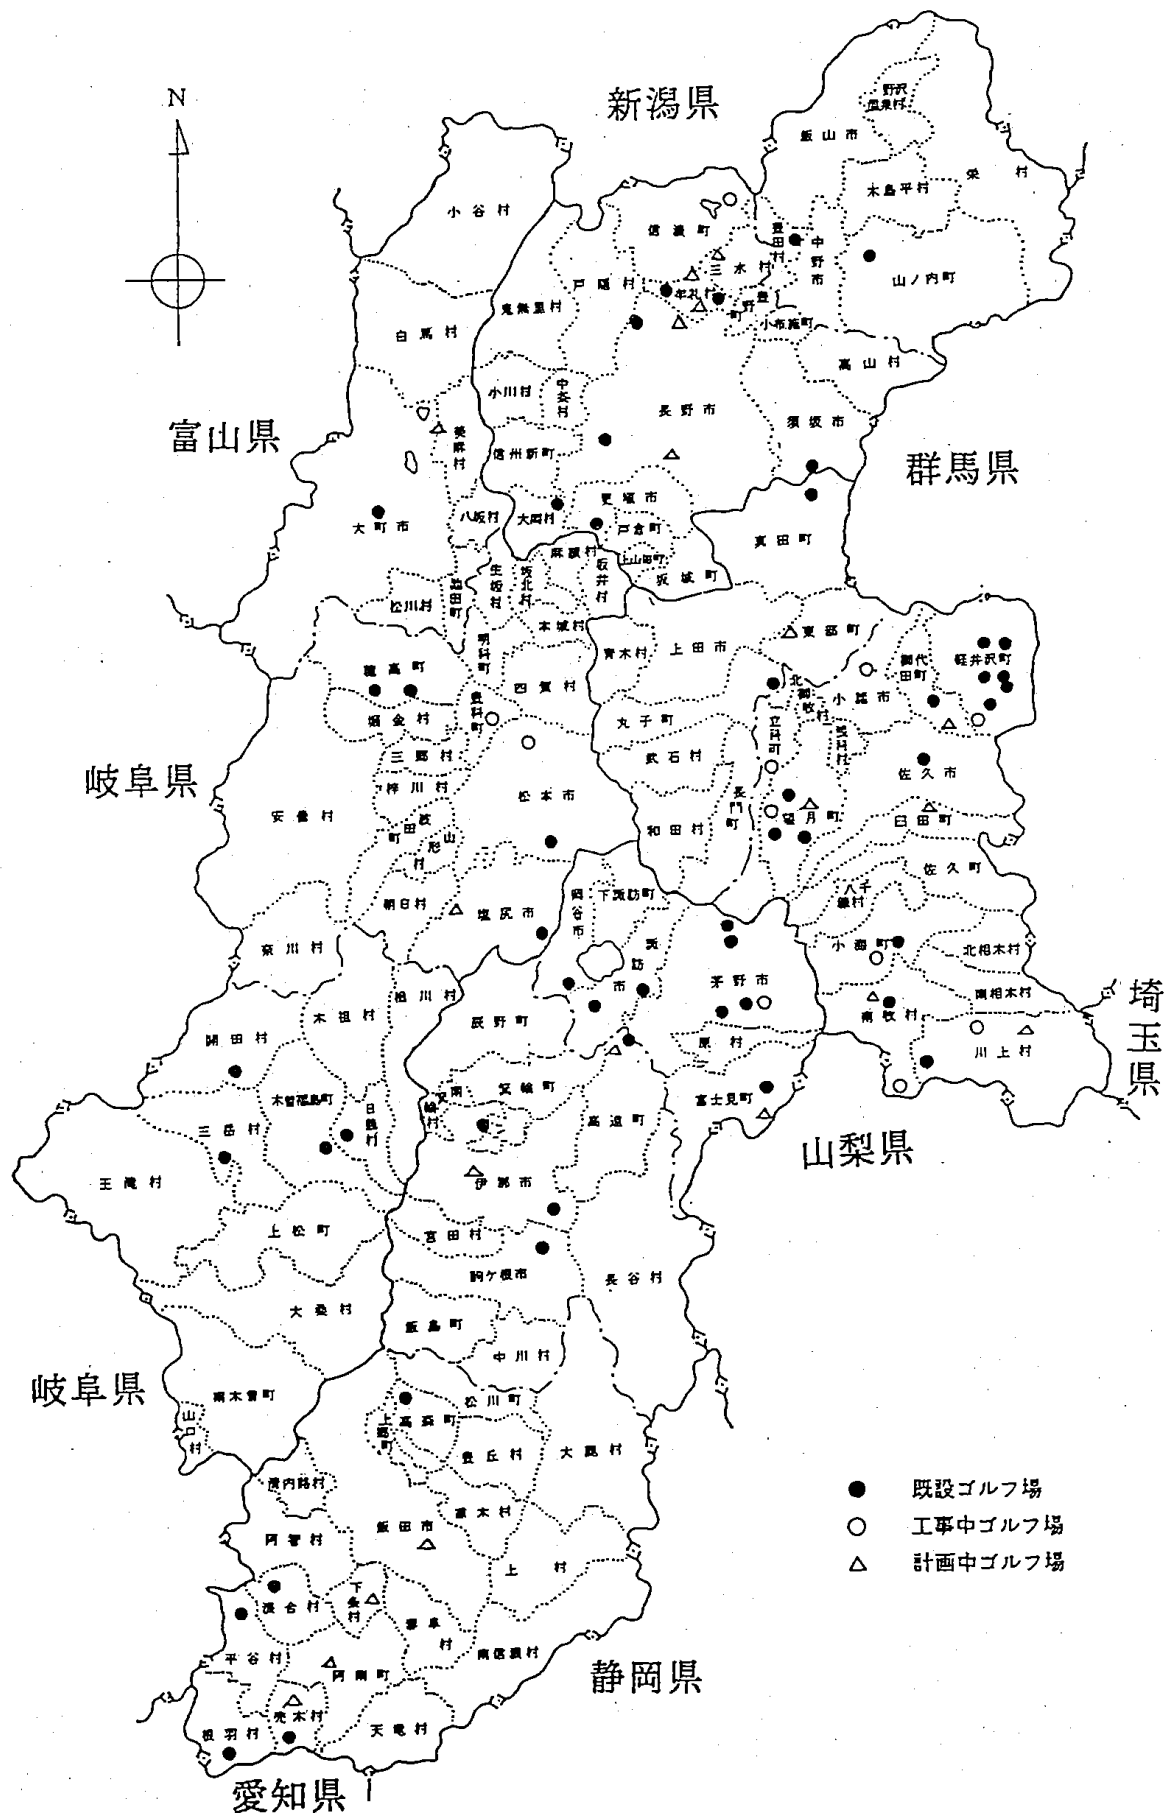 N
新潟県
野沢
温泉村
飯山市
木島平村
栄村
小谷村
信濃町
豊田村
中野市
山ノ内町
三水村
戸隠村
牟礼村
豊野町
小布施町
鬼無里村
白馬村
高山村
小川村
中条村
長野市
須坂市
富山県
美麻村
信州新町
群馬県
大町市
八坂村
大岡村
更埴市
戸倉町
上山田町
真田町
麻績村
坂井村
坂城町
生坂村
坂北村
池田町
松川村
本城村
明科町
青木村
上田市
東部町
御代田町
軽井沢町
穂高町
四賀村
北御牧村
小諸市
豊科町
堀金村
丸子町
立科町
浅科村
三郷村
武石村
佐久市
岐阜県
梓川村
松本市
長門町
安曇村
波田町
望月町
臼田町
和田村
山形村
佐久町
八千穂村
朝日村
塩尻市
岡谷市
下諏訪町
奈川村
諏訪市
小海町
北相木村
茅野市
南相木村
埼玉県
楢川村
木祖村
辰野町
南牧村
開田村
原村
川上村
木曽福島町
日義村
南箕輪村
箕輪町
富士見町
三岳村
高遠町
山梨県
王滝村
伊那市
上松町
宮田村
駒ケ根市
長谷村
大桑村
飯島町
中川村
岐阜県
南木曽町
松川町
山口村
上郷町
高森町
豊丘村
大鹿村
清内路村
既設ゴルフ場
飯田市
喬木村
工事中ゴルフ場
阿智村
上村
計画中ゴルフ場
下条村
浪合村
泰阜村
平谷村
阿南町
南信濃村
静岡県
売木村
根羽村
天竜村
愛知県